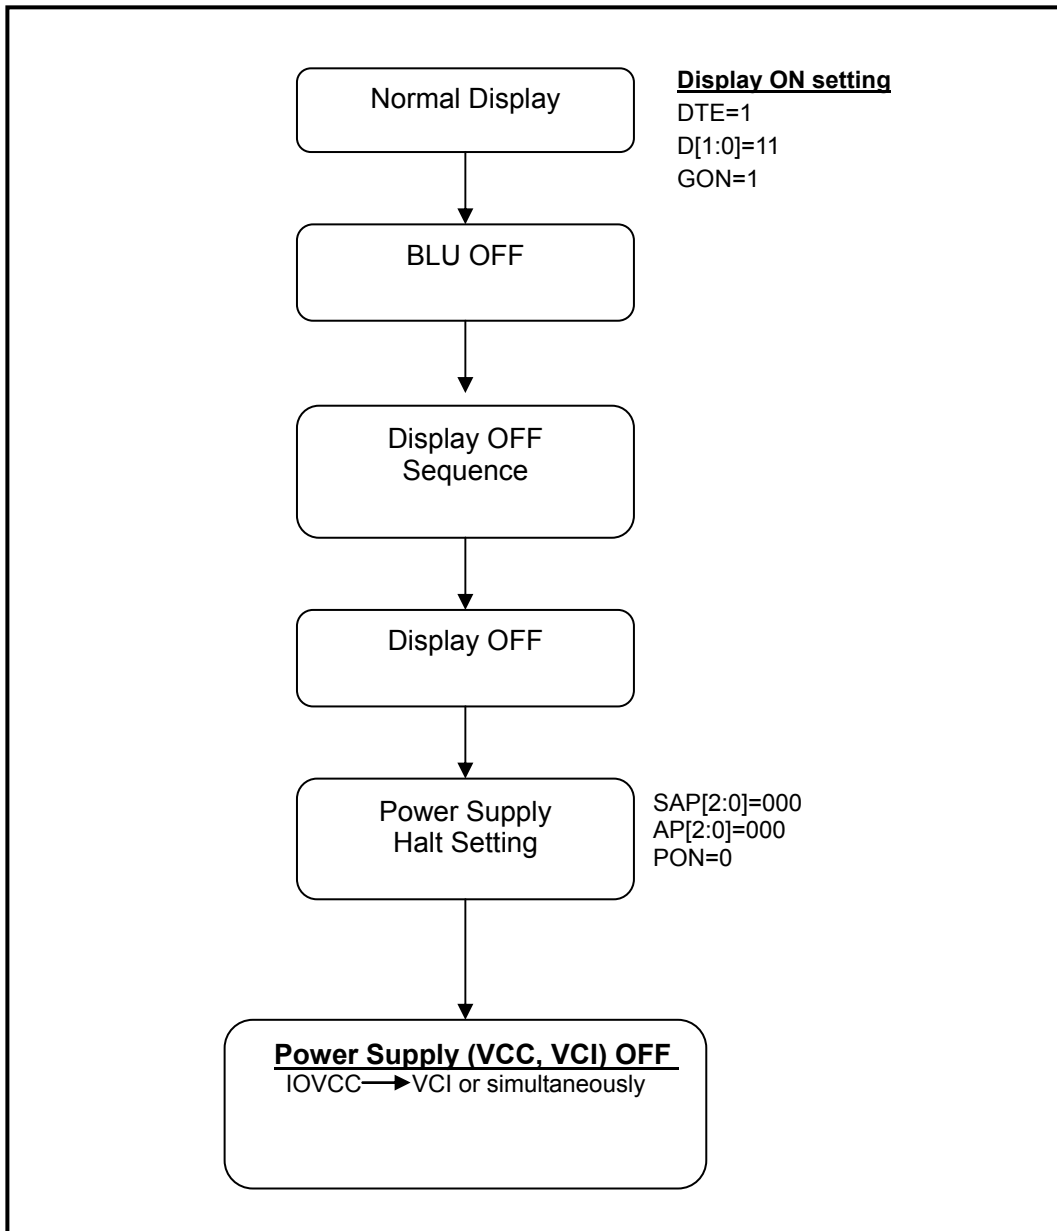 Normal Display
Display ON setting
DTE=1
D[1:0]=11
GON=1
BLU OFF
Display OFF
Sequence
Display OFF
Power Supply
Halt Setting
SAP[2:0]=000
AP[2:0]=000
PON=0
Power Supply (VCC, VCI) OFF
IOVCC→VCI or simultaneously